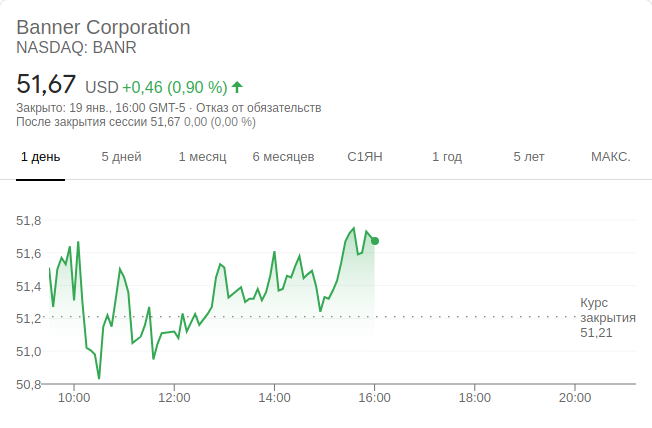 Banner Corporation
NASDAQ: BANR
51,67 USD +0,46 (0,90 %)
Закрыто: 19 янв., 16:00 GMT-5 · Отказ от обязательств
После закрытия сессии 51,67 0,00 (0,00 %)
1 день 5 дней 1 месяц 6 месяцев С1ЯН 1 год 5 лет МАКС.
51,8
51,6
51,4
51,2
51,0
50,8
Курс
закрытия
51,21
10:00 12:00 14:00 16:00 18:00 20:00